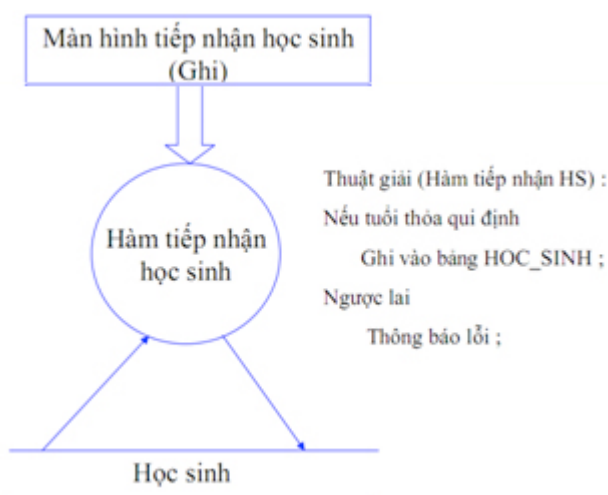 Màn hình tiếp nhận học sinh
(Ghi)
Hàm tiếp nhận
học sinh
Thuật giải (Hàm tiếp nhận HS) :
Nếu tuổi thỏa qui định
Ghi vào bảng HOC_SINH ;
Ngược lai
Thông báo lỗi ;
Học sinh